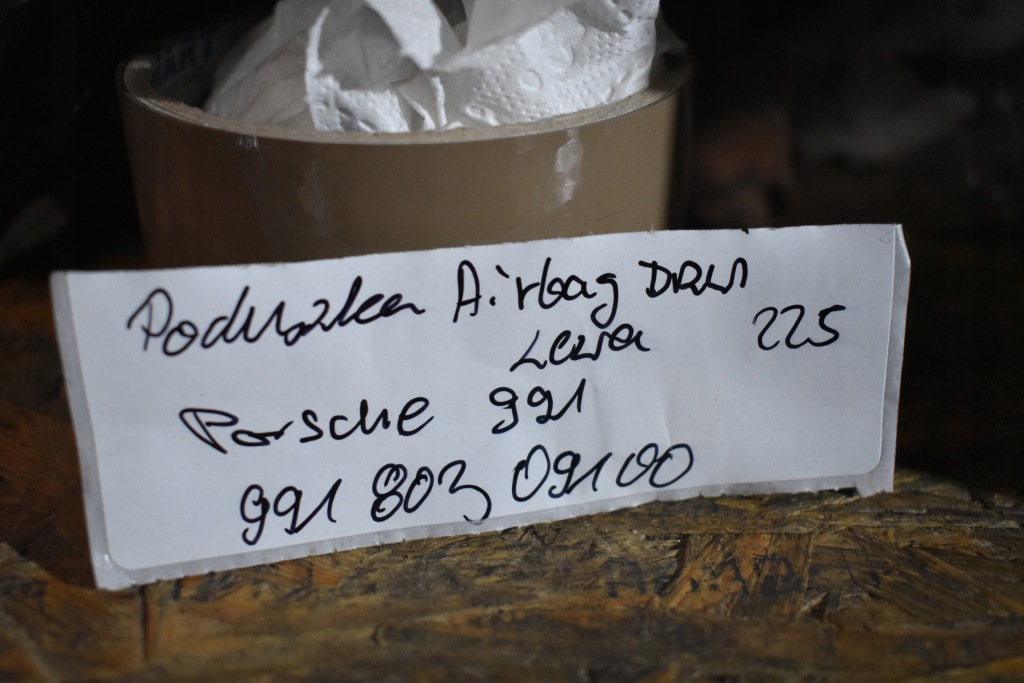 Poduszka Airbag DRZWI
Lewa 225
Porsche 991
991 803 091 00